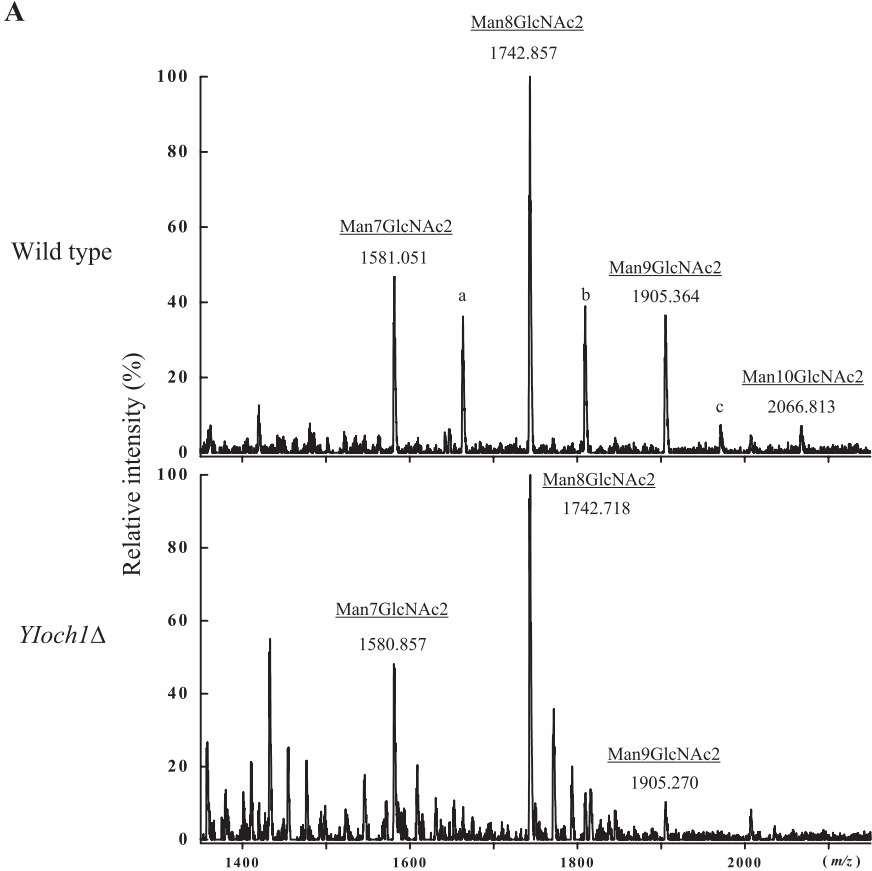 A
Man8GlcNAc2
1742.857
100
80
60
40
20
0
Man7GlcNAc2
1581.051
a
b
Man9GlcNAc2
1905.364
c
Man10GlcNAc2
2066.813
Wild type
Relative intensity (%)
100
80
60
40
20
0
Man8GlcNAc2
1742.718
Man7GlcNAc2
1580.857
Man9GlcNAc2
1905.270
YIoch1Δ
1400
1600
1800
2000
(m/z)